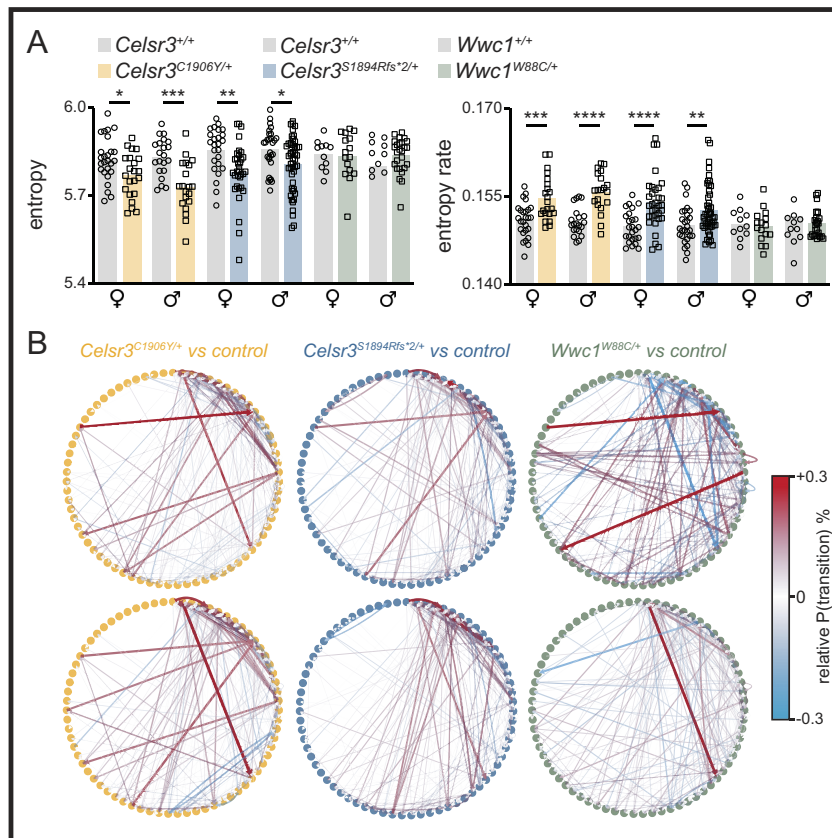 A
Celsr3+/+ Celsr3+/+ Wwc1+/+
Celsr3C1906Y/+ Celsr3S1894Rfs*2/+ Wwc1W88C/+
* *** ** * *** **** **** **
entropy
6.0
5.7
5.4
♀ ♂ ♀ ♂ ♀ ♂
entropy rate
0.170
0.155
0.140
♀ ♂ ♀ ♂ ♀ ♂
B
Celsr3C1906Y/+ vs control Celsr3S1894Rfs*2/+ vs control Wwc1W88C/+ vs control
+0.3
0
-0.3
relative P(transition) %